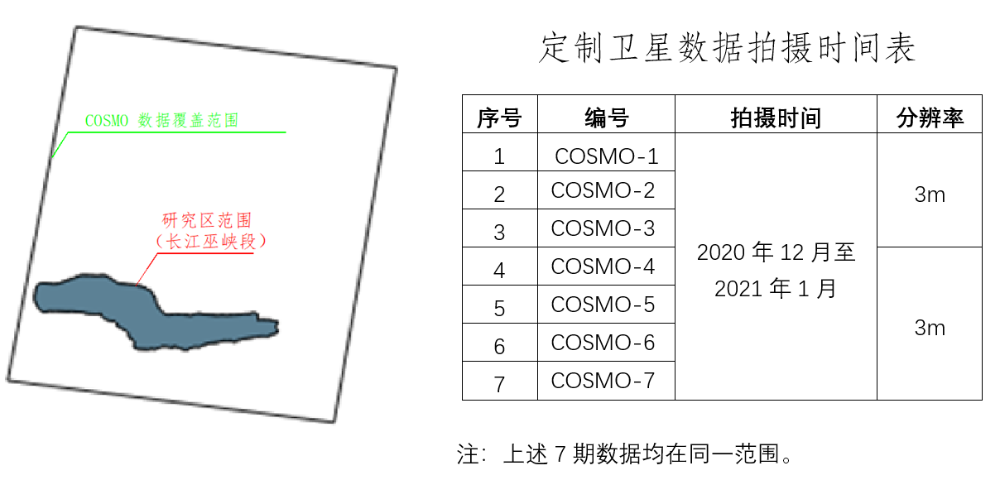 COSMO 数据覆盖范围
研究区范围
（长江巫峡段）
定制卫星数据拍摄时间表
序号 编号 拍摄时间 分辨率
1 COSMO-1
2 COSMO-2
3m
3 COSMO-3
2020 年 12 月至
4 COSMO-4
2021 年 1 月
5 COSMO-5
3m
6 COSMO-6
7 COSMO-7
注：上述 7 期数据均在同一范围。